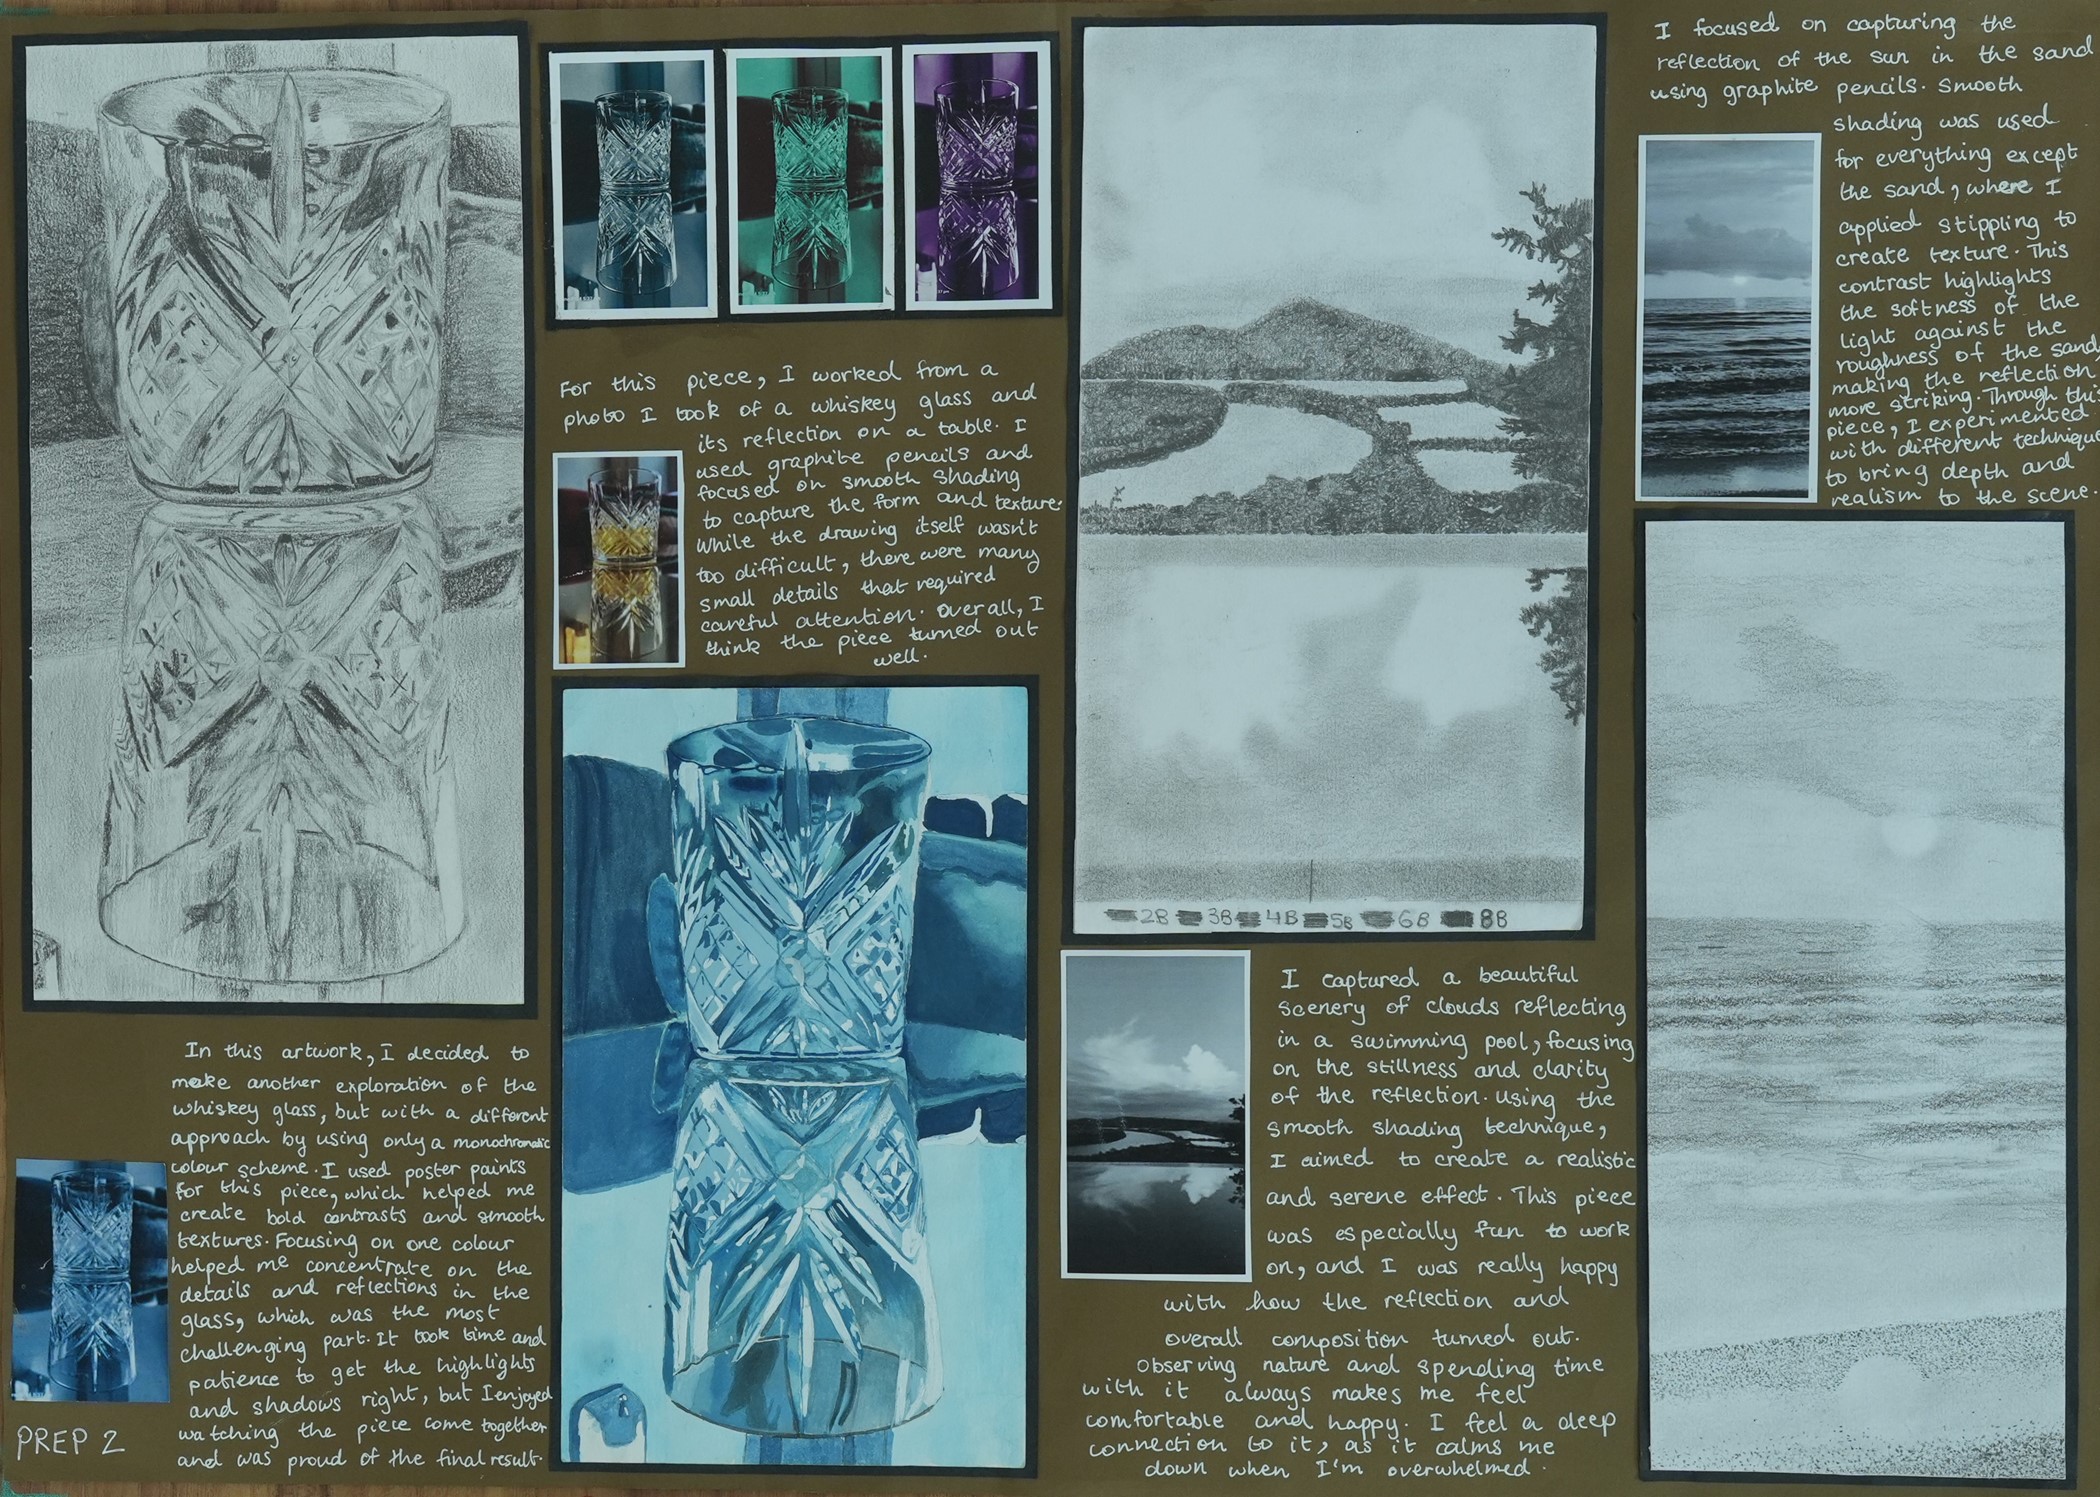 For this piece, I worked from a
photo I took of a whiskey glass and
its reflection on a table. I
used graphite pencils and
focused on smooth shading
to capture the form and texture.
While the drawing itself wasn't
too difficult, there were many
small details that required
careful attention. Overall, I
think the piece turned out
well.
In this artwork, I decided to
make another exploration of the
whiskey glass, but with a different
approach by using only a monochromatic
colour scheme. I used poster paints
for this piece, which helped me
create bold contrasts and smooth
textures. Focusing on one colour
helped me concentrate on the
details and reflections in the
glass, which was the most
challenging part. It took time and
patience to get the highlights
and shadows right, but I enjoyed
watching the piece come together
and was proud of the final result.
PREP 2
2B 3B 4B 5B 6B 8B
I captured a beautiful
scenery of clouds reflecting
in a swimming pool, focusing
on the stillness and clarity
of the reflection. Using the
smooth shading technique,
I aimed to create a realistic
and serene effect. This piece
was especially fun to work
on, and I was really happy
with how the reflection and
overall composition turned out.
Observing nature and spending time
with it always makes me feel
comfortable and happy. I feel a deep
connection to it, as it calms me
down when I'm overwhelmed.
I focused on capturing the
reflection of the sun in the sand
using graphite pencils. Smooth
shading was used
for everything except
the sand, where I
applied stippling to
create texture. This
contrast highlights
the softness of the
light against the
roughness of the sand,
making the reflection
more striking. Through this
piece, I experimented
with different technique
to bring depth and
realism to the scene.